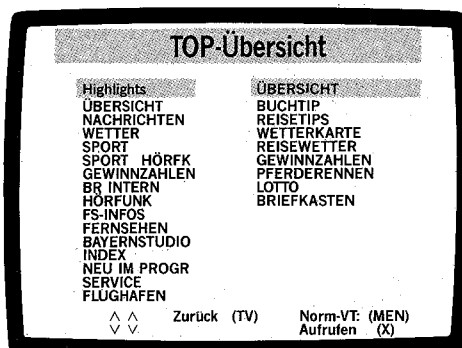 TOP-Übersicht
Highlights
ÜBERSICHT
NACHRICHTEN
WETTER
SPORT
SPORT HÖRFK
GEWINNZAHLEN
BR INTERN
HÖRFUNK
FS-INFOS
FERNSEHEN
BAYERNSTUDIO
INDEX
NEU IM PROGR
SERVICE
FLUGHAFEN
ÜBERSICHT
BUCHTIP
REISETIPS
WETTERKARTE
REISEWETTER
GEWINNZAHLEN
PFERDERENNEN
LOTTO
BRIEFKASTEN
Zurück (TV) Norm-VT: (MEN)
Aufrufen (X)